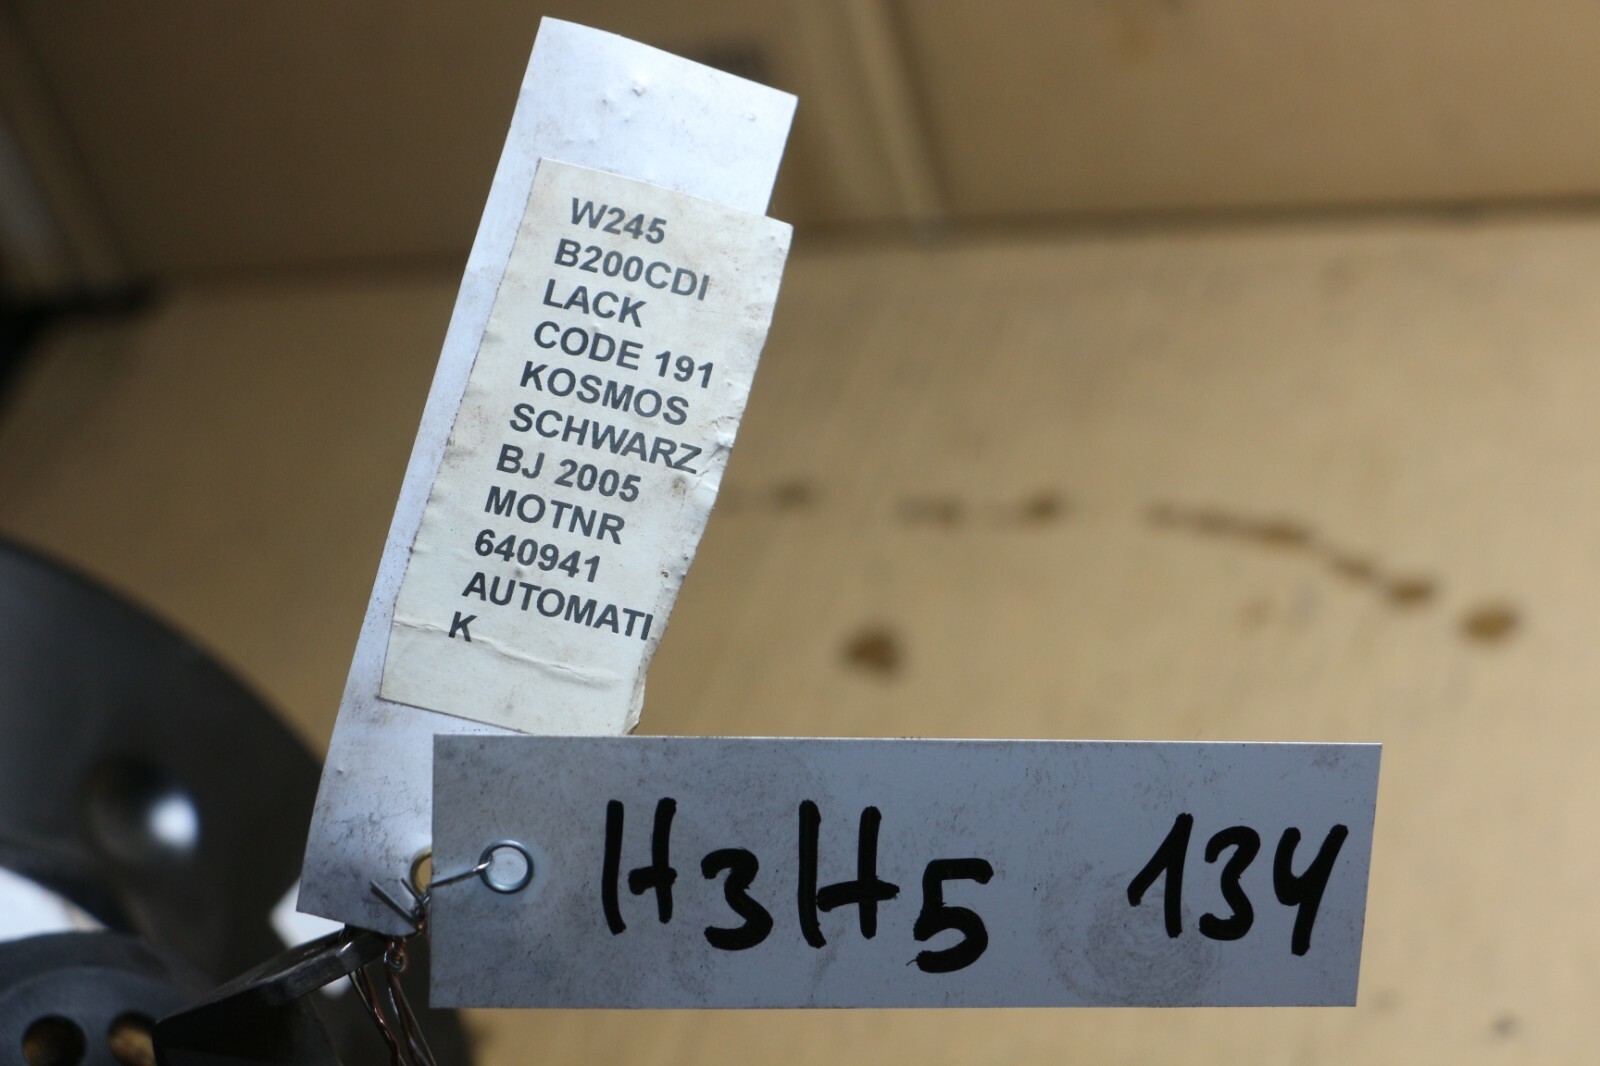 W245
B200CDI
LACK
CODE 191
KOSMOS
SCHWARZ
BJ 2005
MOTNR
640941
AUTOMATI
K
H3H5 134